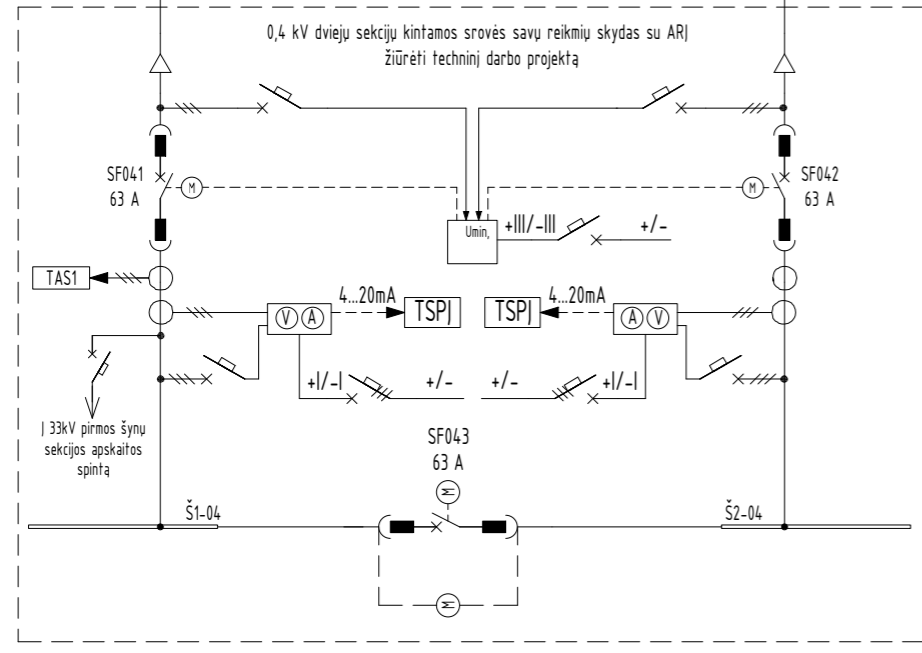 0,4 kV dviejų sekcijų kintamos srovės savų reikmių skydas su ARĮ
žiūrėti techninį darbo projektą
SF041
63 A
M
M
SF042
63 A
Umin,
+III/-III
+/-
TAS1
4...20mA
4...20mA
V A
TSPĮ
TSPĮ
A V
+I/-I
+/-
+/-
+I/-I
Į 33kV pirmos šynų
sekcijos apskaitos
spintą
SF043
63 A
M
Š1-04
Š2-04
M